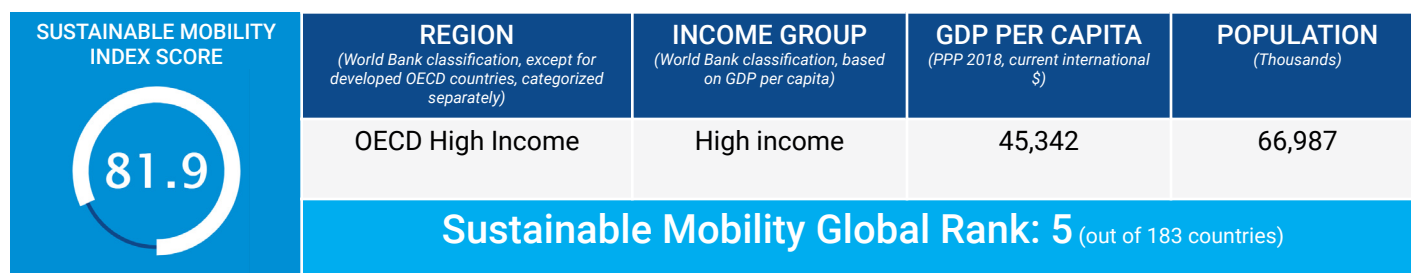 SUSTAINABLE MOBILITY
INDEX SCORE
81.9
REGION
(World Bank classification, except for
developed OECD countries, categorized
separately)
INCOME GROUP
(World Bank classification, based
on GDP per capita)
GDP PER CAPITA
(PPP 2018, current international
$)
POPULATION
(Thousands)
OECD High Income
High income
45,342
66,987
Sustainable Mobility Global Rank: 5 (out of 183 countries)